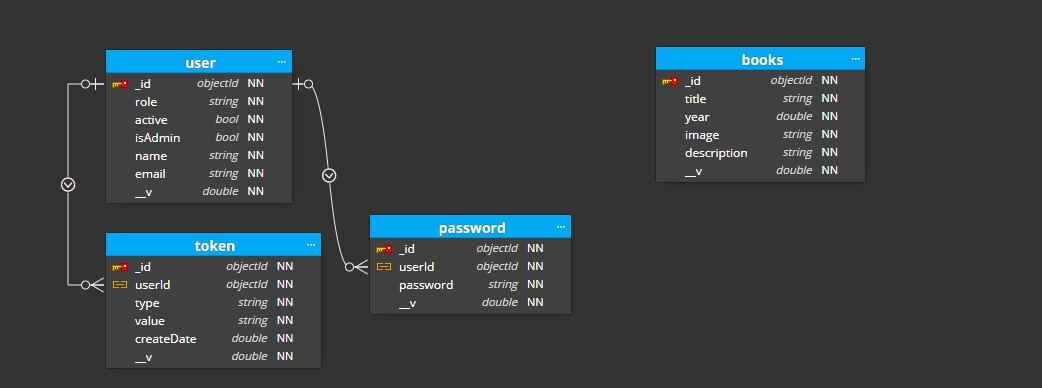 user ...
_id objectId NN
role string NN
active bool NN
isAdmin bool NN
name string NN
email string NN
__v double NN
books ...
_id objectId NN
title string NN
year double NN
image string NN
description string NN
__v double NN
token ...
_id objectId NN
userId objectId NN
type string NN
value string NN
createDate double NN
__v double NN
password ...
_id objectId NN
userId objectId NN
password string NN
__v double NN